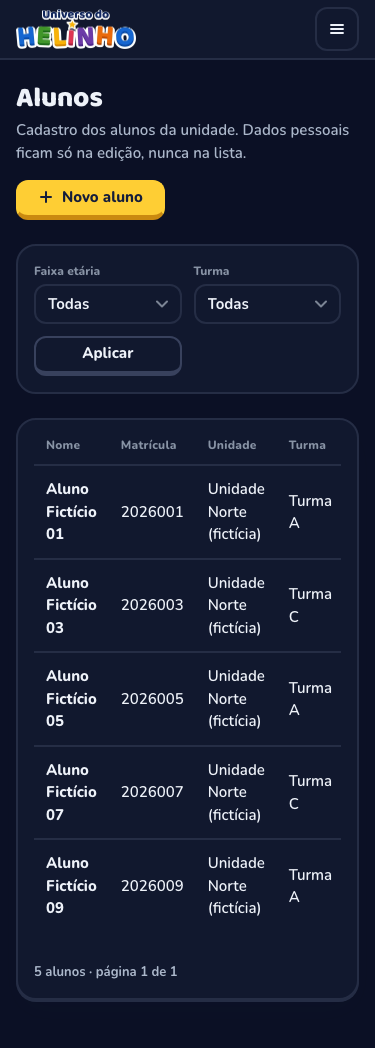 Universo do
HELINHO
Alunos
Cadastro dos alunos da unidade. Dados pessoais
ficam só na edição, nunca na lista.
+ Novo aluno
Faixa etária Turma
Todas Todas
Aplicar
Nome Matrícula Unidade Turma
Aluno Fictício 01 2026001 Unidade Norte (fictícia) Turma A
Aluno Fictício 03 2026003 Unidade Norte (fictícia) Turma C
Aluno Fictício 05 2026005 Unidade Norte (fictícia) Turma A
Aluno Fictício 07 2026007 Unidade Norte (fictícia) Turma C
Aluno Fictício 09 2026009 Unidade Norte (fictícia) Turma A
5 alunos · página 1 de 1